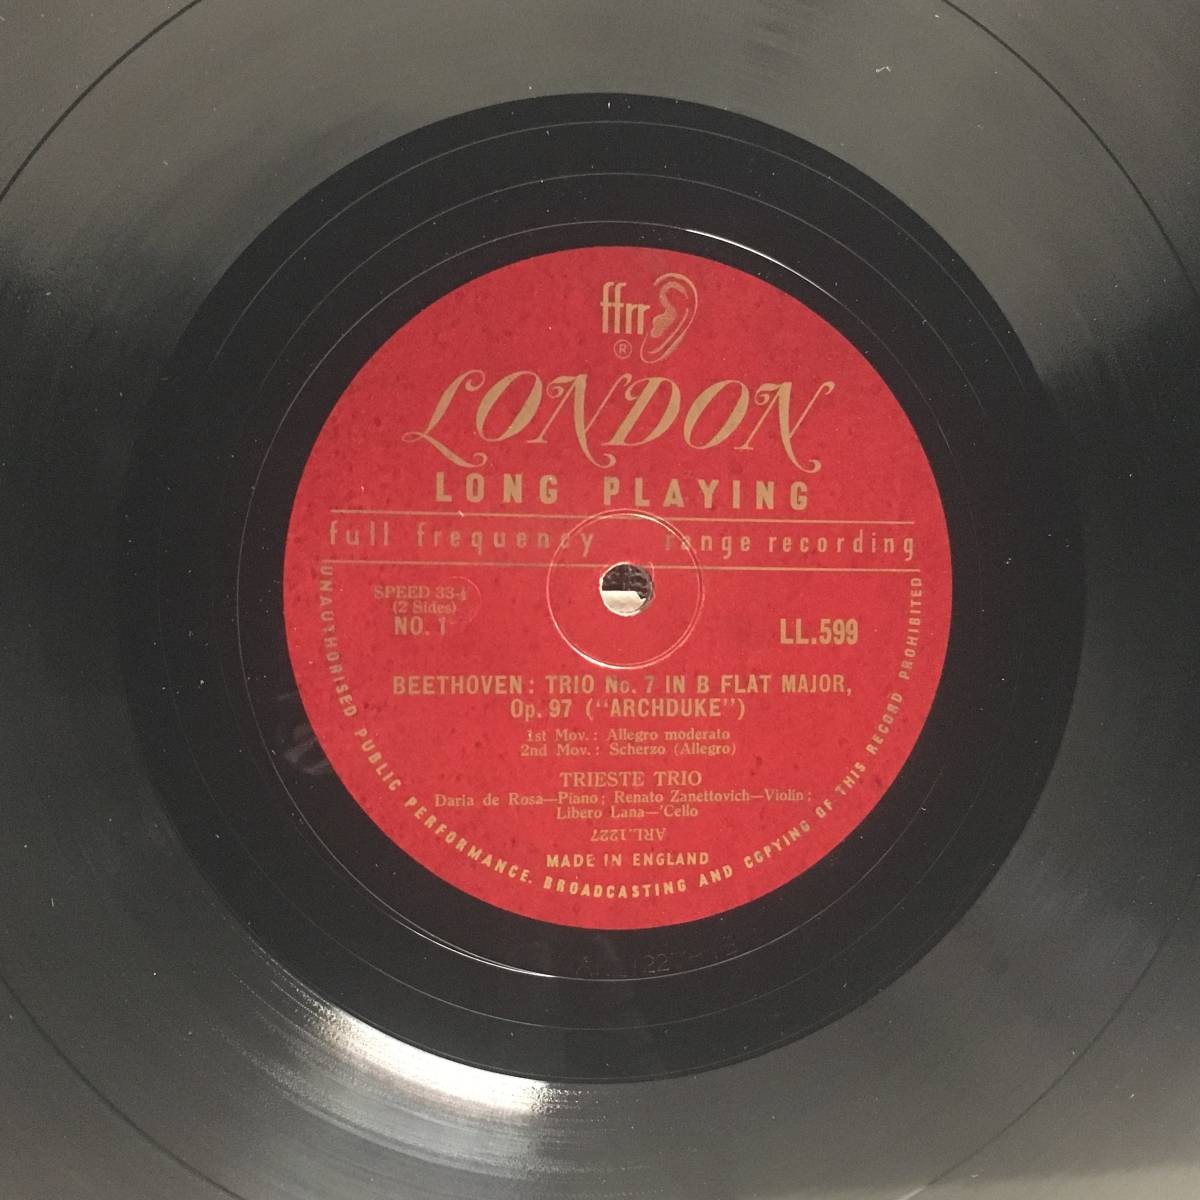 ffrr
®
LONDON
LONG PLAYING
full frequency range recording
SPEED 33-⅓
(2 Sides)
NO. 1
LL.599
BEETHOVEN: TRIO No. 7 IN B FLAT MAJOR,
Op. 97 ("ARCHDUKE")
1st Mov.: Allegro moderato
2nd Mov.: Scherzo (Allegro)
TRIESTE TRIO
Daria de Rosa—Piano; Renato Zanettovich—Violin;
Libero Lana—'Cello
ARL.1227
MADE IN ENGLAND
UNAUTHORISED PUBLIC PERFORMANCE. BROADCASTING AND COPYING OF THIS RECORD PROHIBITED